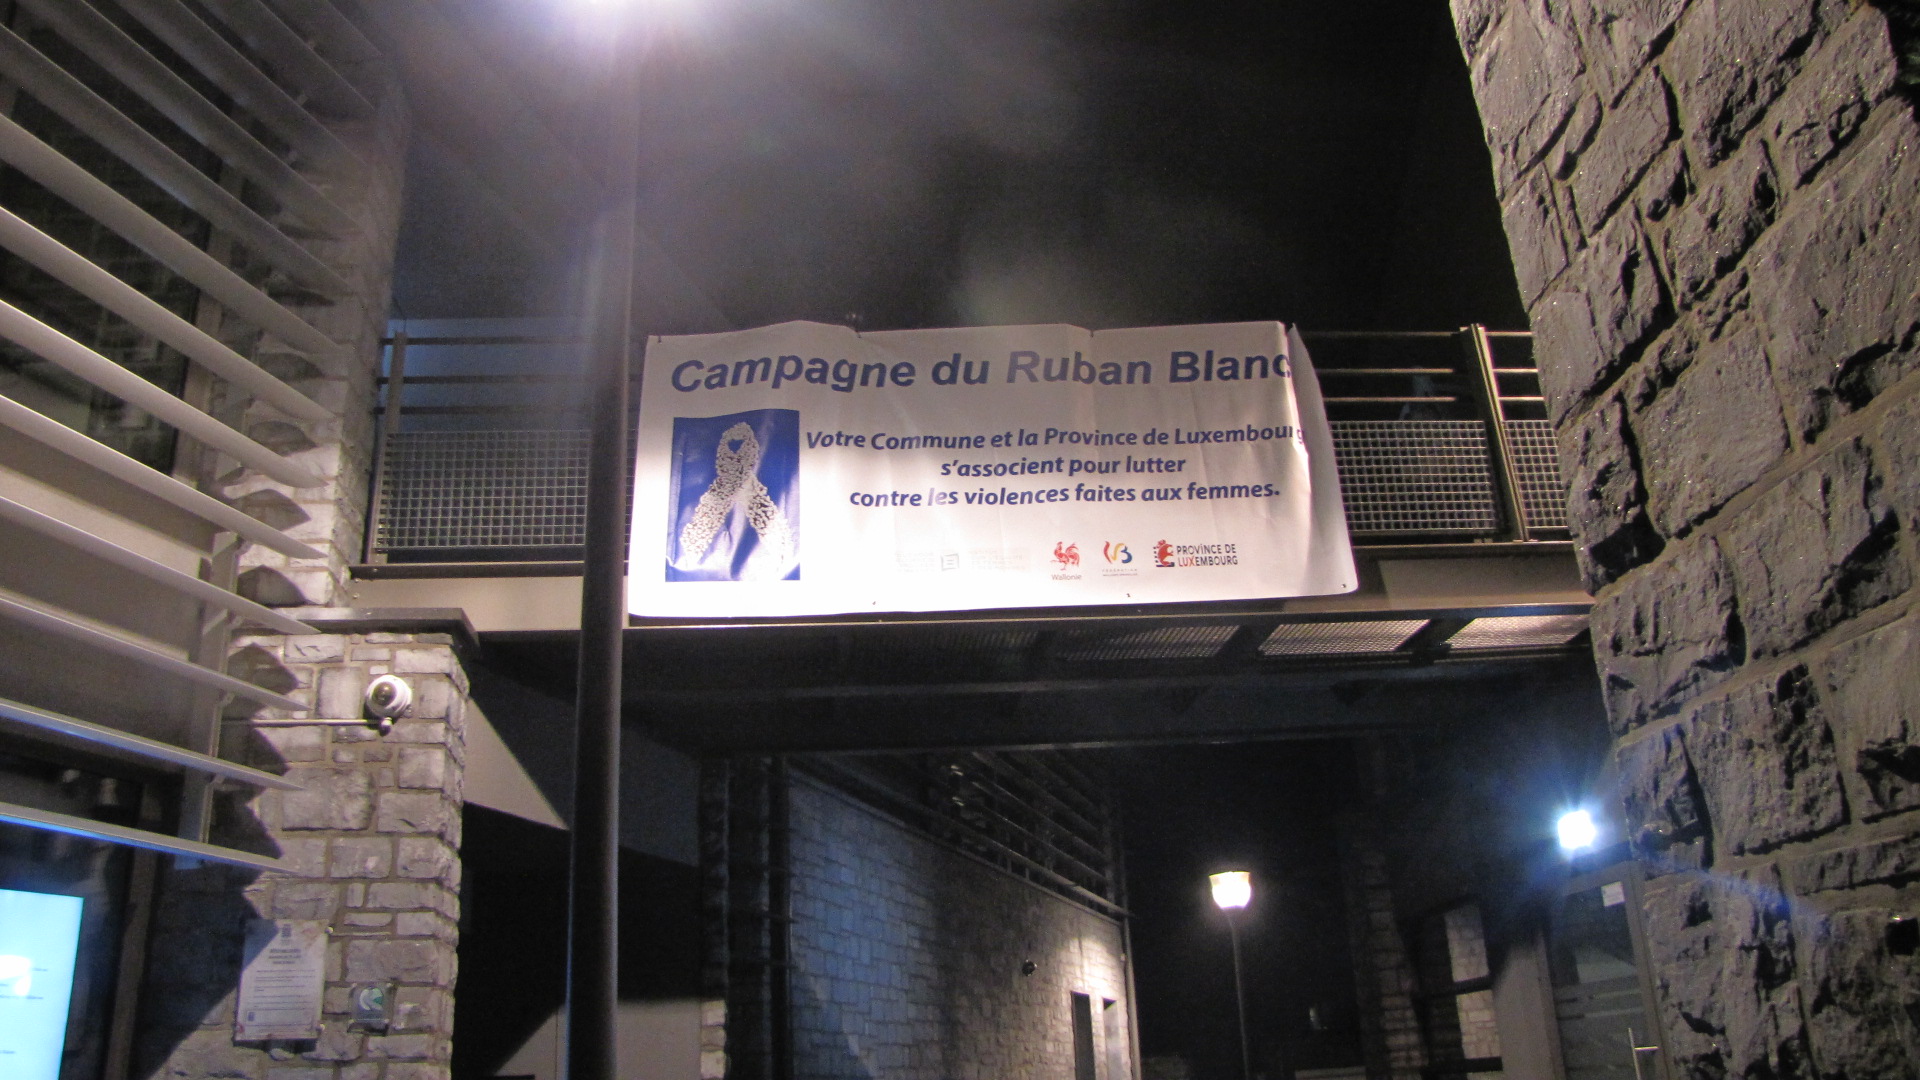 Campagne du Ruban Blanc
Votre Commune et la Province de Luxembourg
s'associent pour lutter
contre les violences faites aux femmes.
Wallonie
PROVINCE DE
LUXEMBOURG